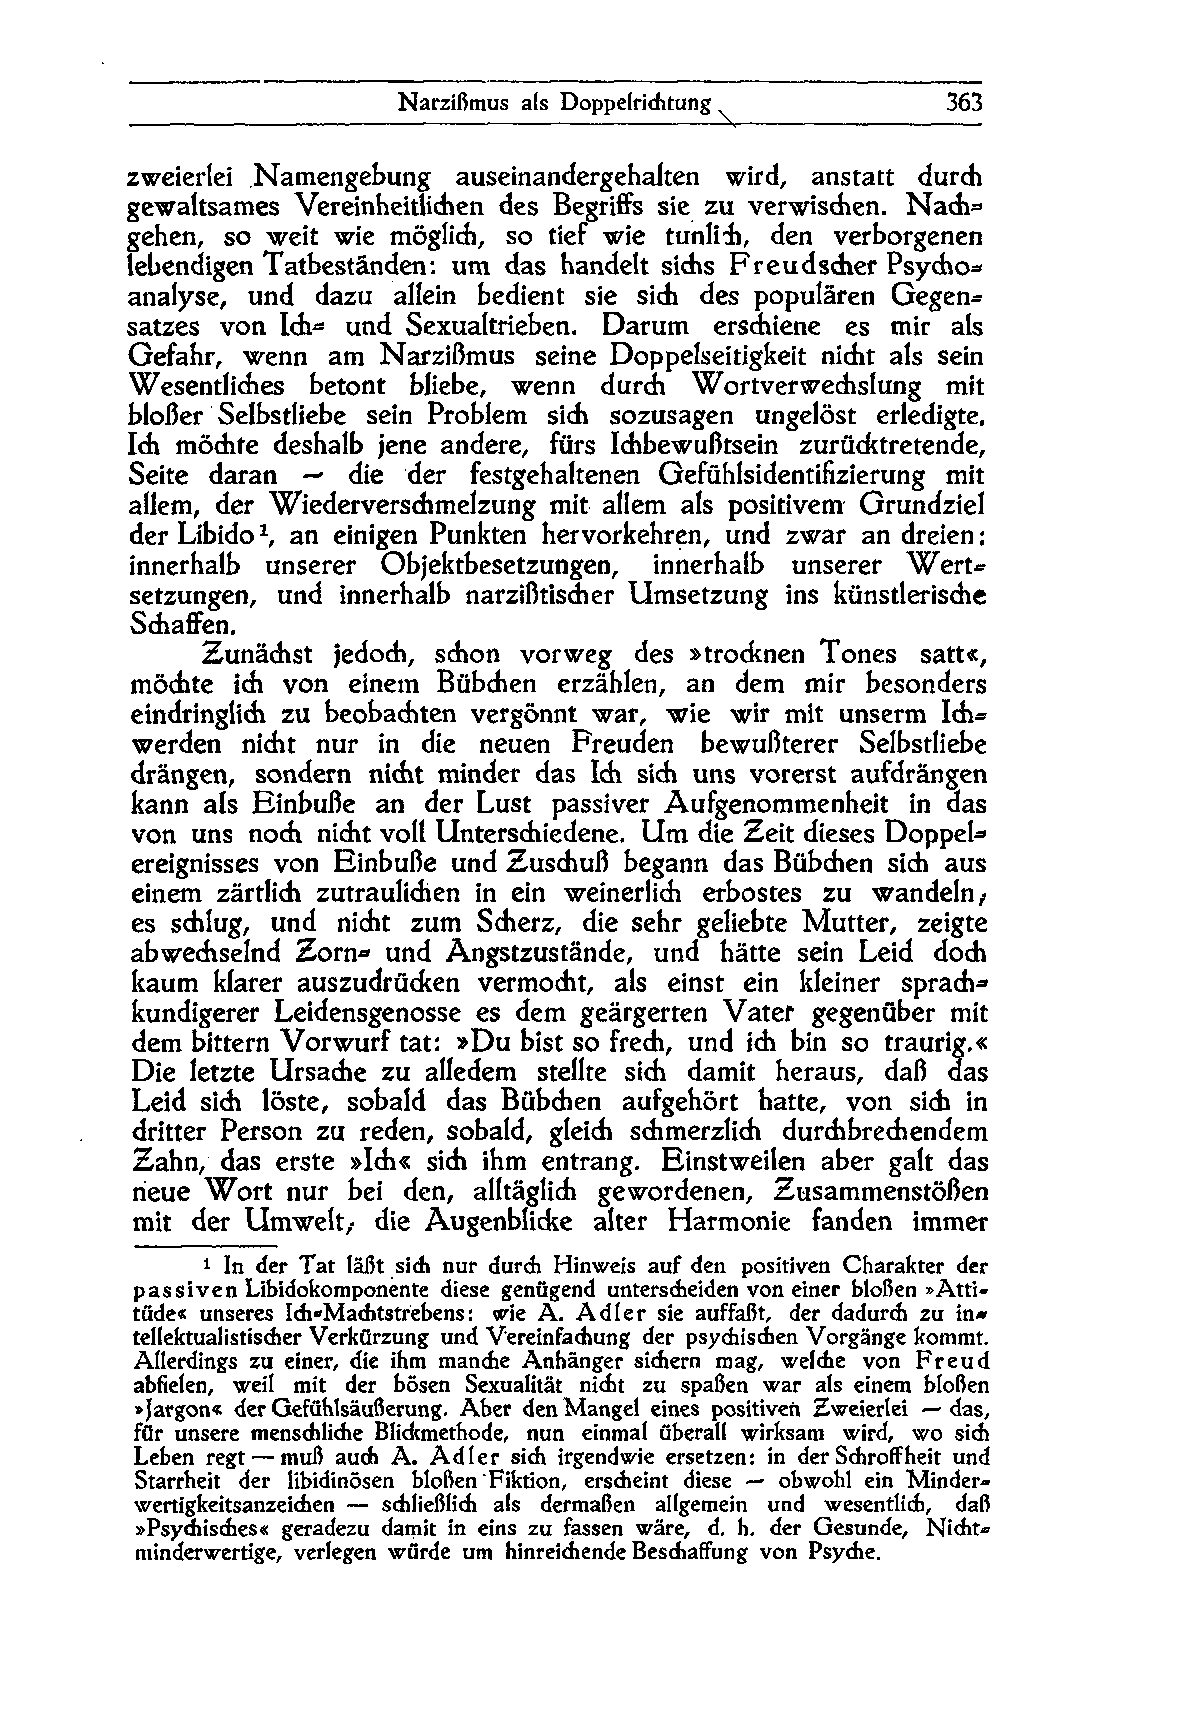 Narzißmus als Doppelrichtung 363
zweierlei Namengebung auseinandergehalten wird, anstatt durch
gewaltsames Vereinheitlichen des Begriffs sie zu verwischen. Nach-
gehen, so weit wie möglich, so tief wie tunlich, den verborgenen
lebendigen Tatbeständen: um das handelt sichs Freudscher Psycho-
analyse, und dazu allein bedient sie sich des populären Gegen-
satzes von Ich- und Sexualtrieben. Darum erschiene es mir als
Gefahr, wenn am Narzißmus seine Doppelseitigkeit nicht als sein
Wesentliches betont bliebe, wenn durch Wortverwechslung mit
bloßer Selbstliebe sein Problem sich sozusagen ungelöst erledigte.
Ich möchte deshalb jene andere, fürs Ichbewußtsein zurücktretende,
Seite daran — die der festgehaltenen Gefühlsidentifizierung mit
allem, der Wiederverschmelzung mit allem als positivem Grundziel
der Libido¹, an einigen Punkten hervorkehren, und zwar an dreien:
innerhalb unserer Objektbesetzungen, innerhalb unserer Wert-
setzungen, und innerhalb narzißtischer Umsetzung ins künstlerische
Schaffen.
Zunächst jedoch, schon vorweg des »trocknen Tones satt«,
möchte ich von einem Bübchen erzählen, an dem mir besonders
eindringlich zu beobachten vergönnt war, wie wir mit unserm Ich-
werden nicht nur in die neuen Freuden bewußterer Selbstliebe
drängen, sondern nicht minder das Ich sich uns vorerst aufdrängen
kann als Einbuße an der Lust passiver Aufgenommenheit in das
von uns noch nicht voll Unterschiedene. Um die Zeit dieses Doppel-
ereignisses von Einbuße und Zuschuß begann das Bübchen sich aus
einem zärtlich zutraulichen in ein weinerlich erbostes zu wandeln;
es schlug, und nicht zum Scherz, die sehr geliebte Mutter, zeigte
abwechselnd Zorn- und Angstzustände, und hätte sein Leid doch
kaum klarer auszudrücken vermocht, als einst ein kleiner sprach-
kundigerer Leidensgenosse es dem geärgerten Vater gegenüber mit
dem bittern Vorwurf tat: »Du bist so frech, und ich bin so traurig.«
Die letzte Ursache zu alledem stellte sich damit heraus, daß das
Leid sich löste, sobald das Bübchen aufgehört hatte, von sich in
dritter Person zu reden, sobald, gleich schmerzlich durchbrechendem
Zahn, das erste »Ich« sich ihm entrang. Einstweilen aber galt das
neue Wort nur bei den, alltäglich gewordenen, Zusammenstößen
mit der Umwelt; die Augenblicke alter Harmonie fanden immer
¹ In der Tat läßt sich nur durch Hinweis auf den positiven Charakter der
passiven Libidokomponente diese genügend unterscheiden von einer bloßen »Atti-
tüde« unseres Ich-Machtstrebens: wie A. Adler sie auffaßt, der dadurch zu in-
tellektualistischer Verkürzung und Vereinfachung der psychischen Vorgänge kommt.
Allerdings zu einer, die ihm manche Anhänger sichern mag, welche von Freud
abfielen, weil mit der bösen Sexualität nicht zu spaßen war als einem bloßen
»Jargon« der Gefühlsäußerung. Aber den Mangel eines positiven Zweierlei — das,
für unsere menschliche Blickmethode, nun einmal überall wirksam wird, wo sich
Leben regt — muß auch A. Adler sich irgendwie ersetzen: in der Schroffheit und
Starrheit der libidinösen bloßen Fiktion, erscheint diese — obwohl ein Minder-
wertigkeitsanzeichen — schließlich als dermaßen allgemein und wesentlich, daß
»Psychisches« geradezu damit in eins zu fassen wäre, d. h. der Gesunde, Nicht-
minderwertige, verlegen würde um hinreichende Beschaffung von Psyche.